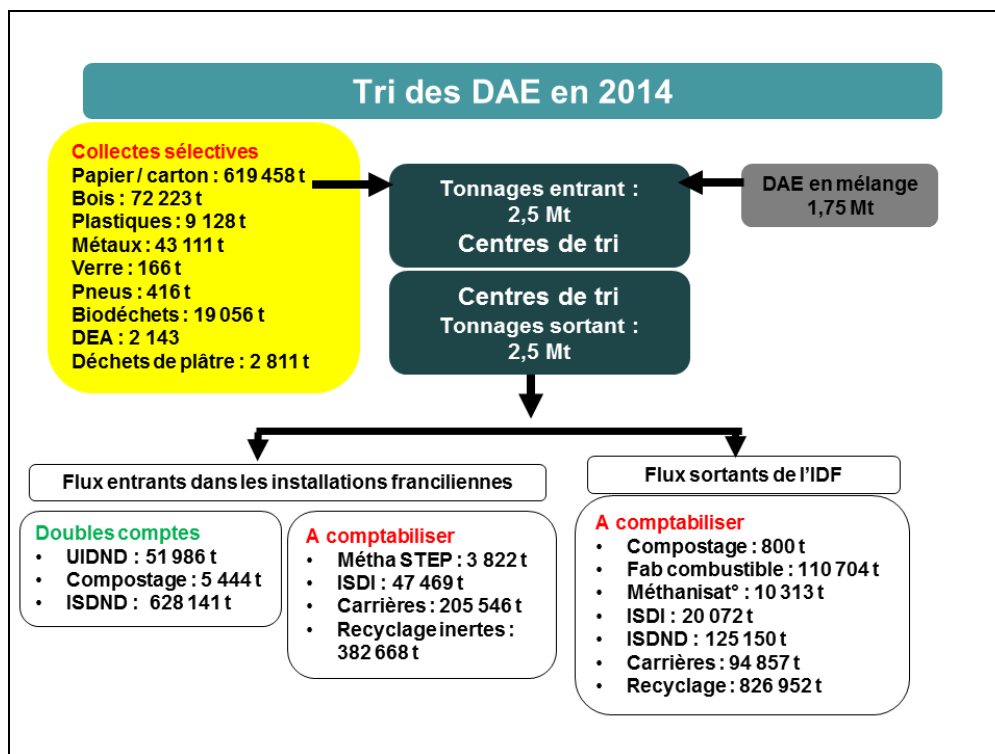 Tri des DAE en 2014
Collectes sélectives
Papier / carton : 619 458 t
Bois : 72 223 t
Plastiques : 9 128 t
Métaux : 43 111 t
Verre : 166 t
Pneus : 416 t
Biodéchets : 19 056 t
DEA : 2 143
Déchets de plâtre : 2 811 t
Tonnages entrant :
2,5 Mt
Centres de tri
DAE en mélange
1,75 Mt
Centres de tri
Tonnages sortant :
2,5 Mt
Flux entrants dans les installations franciliennes
Flux sortants de l'IDF
Doubles comptes
• UIDND : 51 986 t
• Compostage : 5 444 t
• ISDND : 628 141 t
A comptabiliser
• Métha STEP : 3 822 t
• ISDI : 47 469 t
• Carrières : 205 546 t
• Recyclage inertes :
382 668 t
A comptabiliser
• Compostage : 800 t
• Fab combustible : 110 704 t
• Méthanisat° : 10 313 t
• ISDI : 20 072 t
• ISDND : 125 150 t
• Carrières : 94 857 t
• Recyclage : 826 952 t